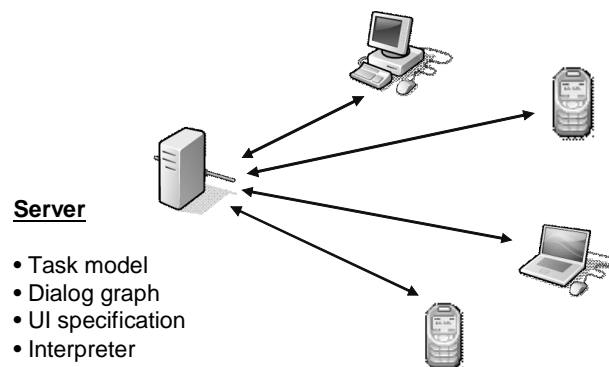 Server
• Task model
• Dialog graph
• UI specification
• Interpreter